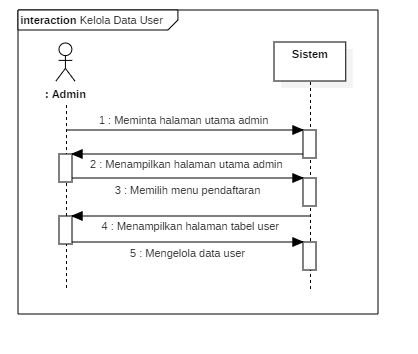 interaction Kelola Data User
Sistem
: Admin
1 : Meminta halaman utama admin
2 : Menampilkan halaman utama admin
3 : Memilih menu pendaftaran
4 : Menampilkan halaman tabel user
5 : Mengelola data user